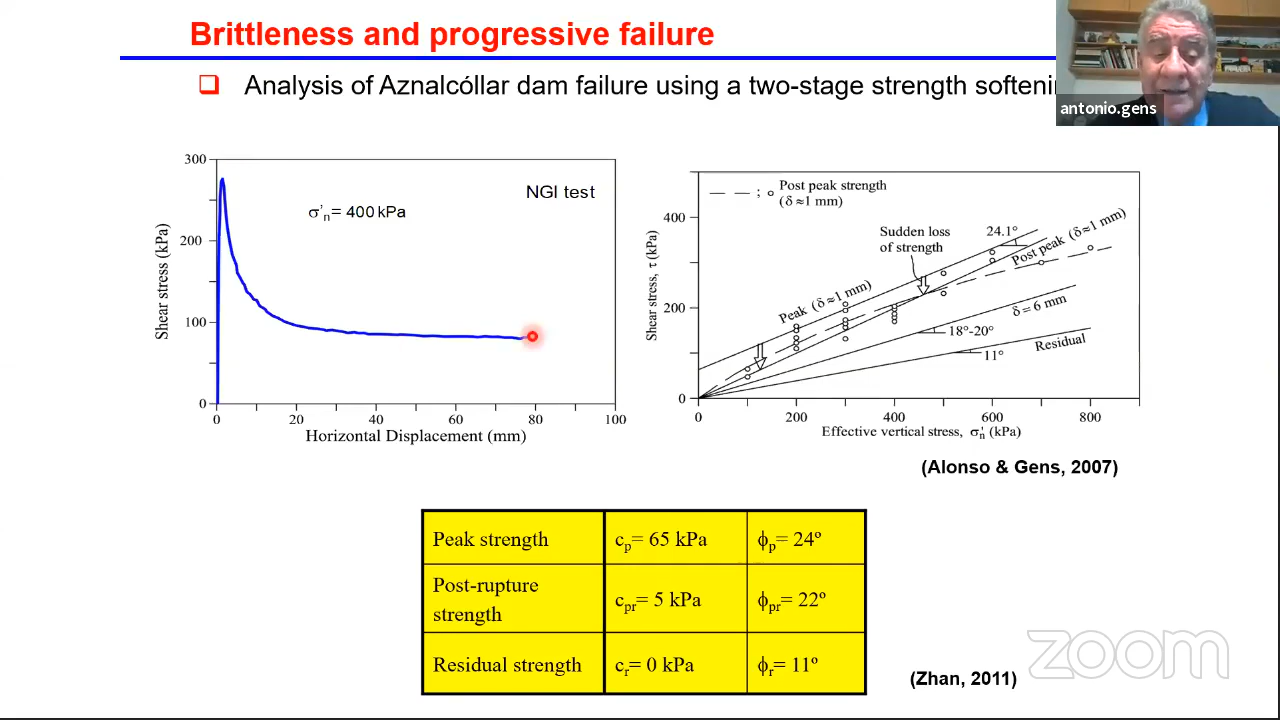 Brittleness and progressive failure
Analysis of Aznalcóllar dam failure using a two-stage strength
antonio.gens
300
200
100
0
Shear stress (kPa)
NGI test
σ'n= 400 kPa
0 20 40 60 80 100
Horizontal Displacement (mm)
400
200
0
Shear stress, τ (kPa)
; Post peak strength
(δ≈1 mm)
Sudden loss
of strength
24.1°
Peak (δ≈1 mm)
Post peak (δ≈1 mm)
δ = 6 mm
18°-20°
Residual
11°
0 200 400 600 800
Effective vertical stress, σ'n (kPa)
(Alonso & Gens, 2007)
Peak strength cp= 65 kPa ϕp= 24º
Post-rupture
strength cpr= 5 kPa ϕpr= 22º
Residual strength cr= 0 kPa ϕr= 11º
(Zhan, 2011)
zoom